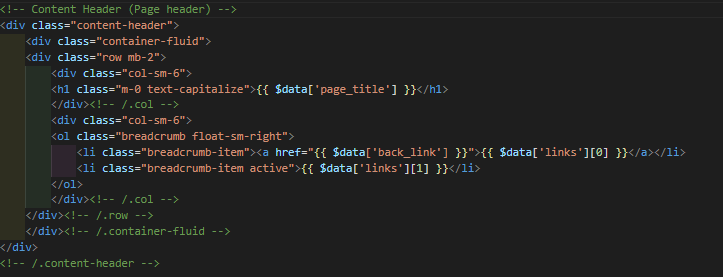 <!-- Content Header (Page header) -->
<div class="content-header">
    <div class="container-fluid">
    <div class="row mb-2">
        <div class="col-sm-6">
        <h1 class="m-0 text-capitalize">{{ $data['page_title'] }}</h1>
        </div><!-- /.col -->
        <div class="col-sm-6">
        <ol class="breadcrumb float-sm-right">
            <li class="breadcrumb-item"><a href="{{ $data['back_link'] }}">{{ $data['links'][0] }}</a></li>
            <li class="breadcrumb-item active">{{ $data['links'][1] }}</li>
        </ol>
        </div><!-- /.col -->
    </div><!-- /.row -->
    </div><!-- /.container-fluid -->
</div>
<!-- /.content-header -->